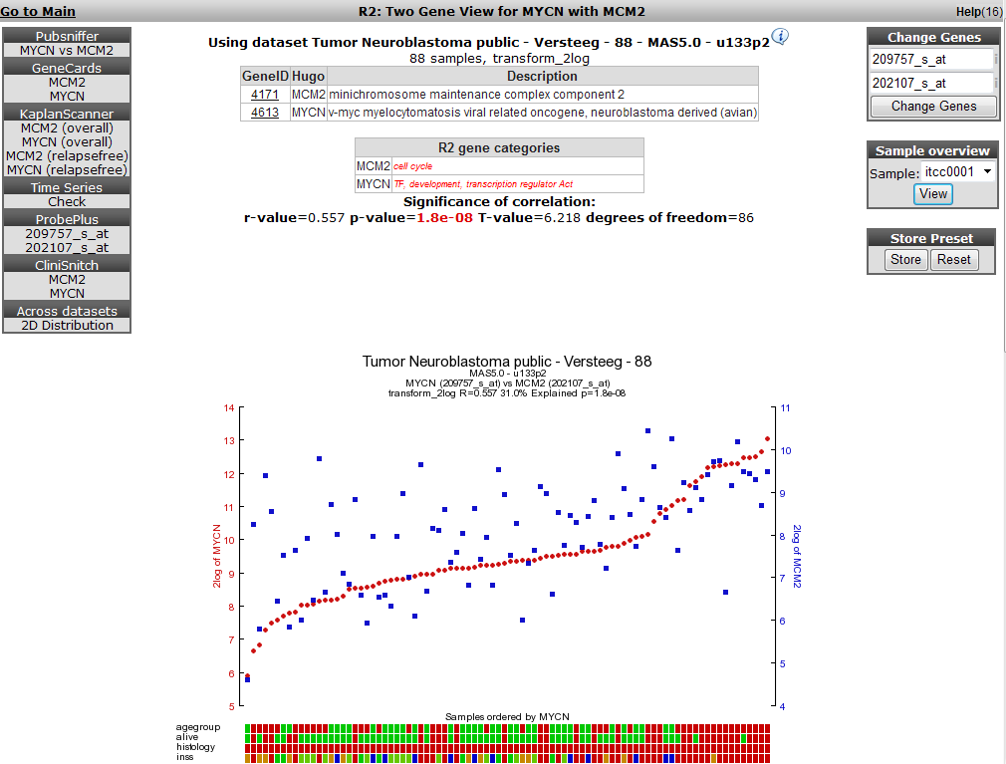 Go to Main
R2: Two Gene View for MYCN with MCM2
Help(16)
Pubsniffer
MYCN vs MCM2
GeneCards
MCM2
MYCN
KaplanScanner
MCM2 (overall)
MYCN (overall)
MCM2 (relapsefree)
MYCN (relapsefree)
Time Series
Check
ProbePlus
209757_s_at
202107_s_at
CliniSnitch
MCM2
MYCN
Across datasets
2D Distribution
Using dataset Tumor Neuroblastoma public - Versteeg - 88 - MAS5.0 - u133p2 i
88 samples, transform_2log
GeneID Hugo Description
4171 MCM2 minichromosome maintenance complex component 2
4613 MYCN v-myc myelocytomatosis viral related oncogene, neuroblastoma derived (avian)
R2 gene categories
MCM2 cell cycle
MYCN TF, development, transcription regulator Act
Significance of correlation:
r-value=0.557 p-value=1.8e-08 T-value=6.218 degrees of freedom=86
Change Genes
209757_s_at
202107_s_at
Change Genes
Sample overview
Sample: itcc0001
View
Store Preset
Store Reset
Tumor Neuroblastoma public - Versteeg - 88
MAS5.0 - u133p2
MYCN (209757_s_at) vs MCM2 (202107_s_at)
transform_2log R=0.557 31.0% Explained p=1.8e-08
14
13
12
11
10
9
8
7
6
5
2log of MYCN
11
10
9
8
7
6
5
4
2log of MCM2
Samples ordered by MYCN
agegroup
alive
histology
inss